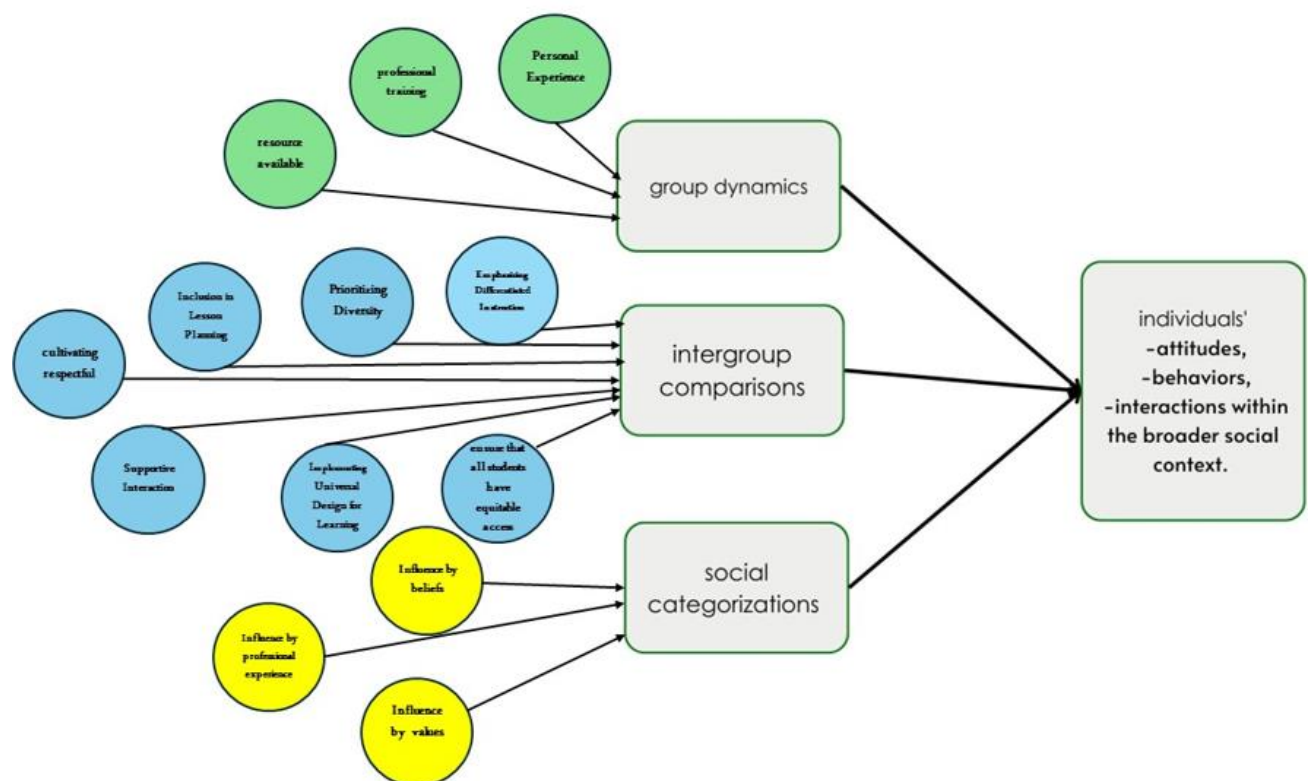 Personal
Experience
professional
training
resource
available
group dynamics
Emphasizing
Differentiated
Instruction
Prioritizing
Diversity
Inclusion in
Lesson
Planning
cultivating
respectful
Supportive
Interaction
Implementing
Universal
Design for
Learning
ensure that
all students
have
equitable
access
intergroup
comparisons
Influence by
beliefs
Influence by
professional
experience
Influence
by values
social
categorizations
individuals'
-attitudes,
-behaviors,
-interactions within
the broader social
context.